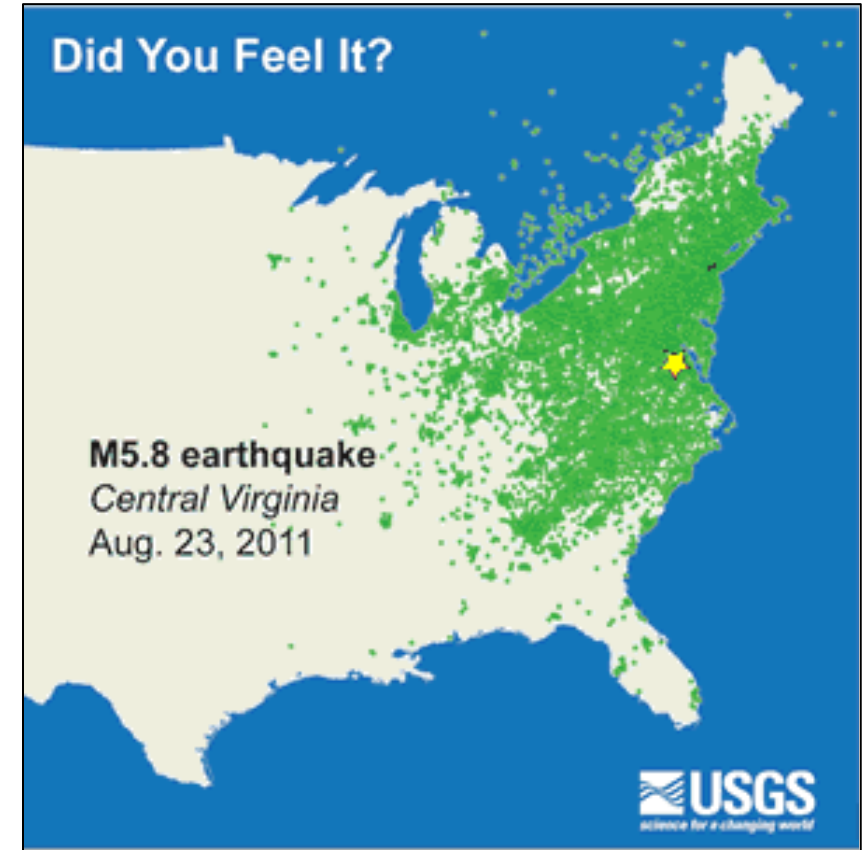 Did You Feel It?
M5.8 earthquake
Central Virginia
Aug. 23, 2011
USGS
science for a changing world